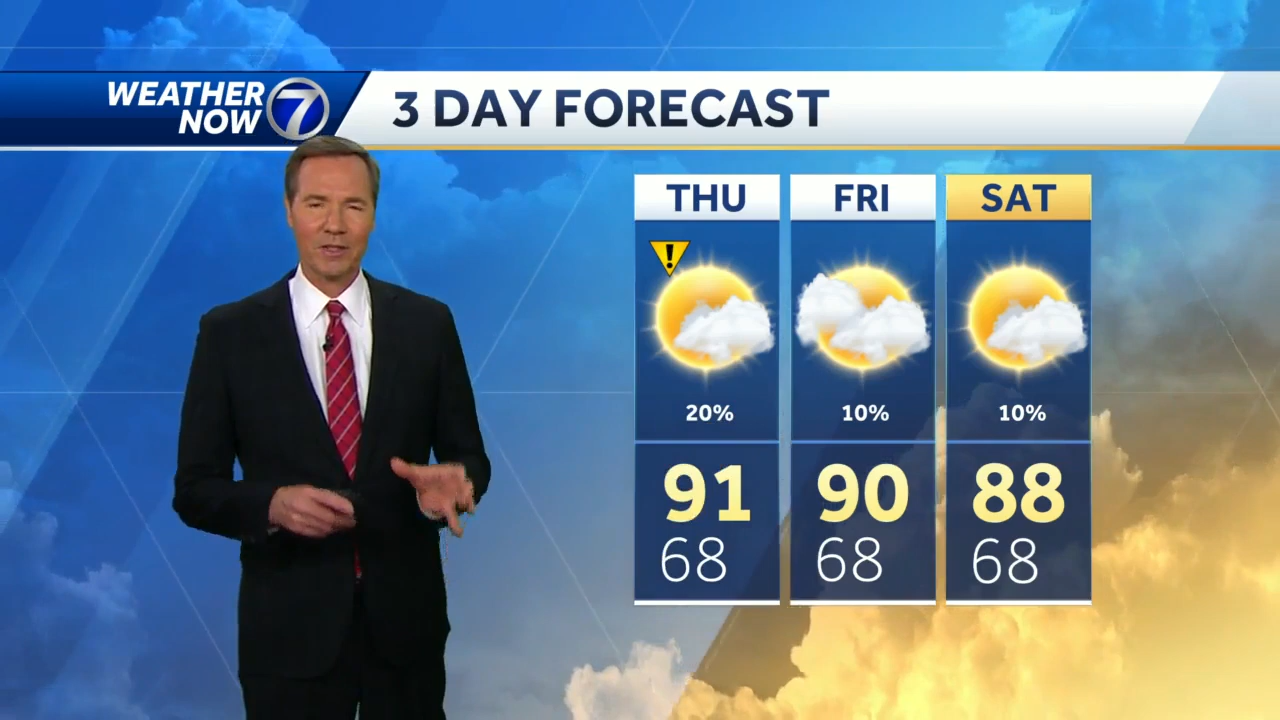 WEATHER
NOW 7
3 DAY FORECAST
THU FRI SAT
!
20% 10% 10%
91 90 88
68 68 68